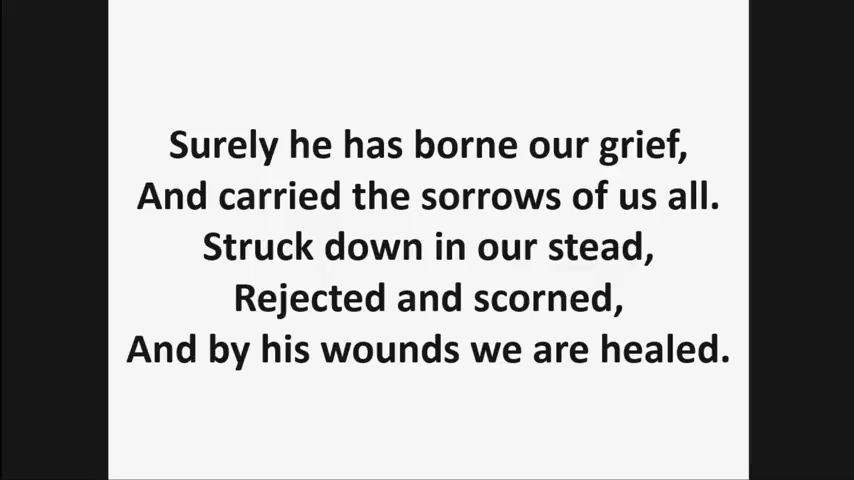 Surely he has borne our grief,
And carried the sorrows of us all.
Struck down in our stead,
Rejected and scorned,
And by his wounds we are healed.